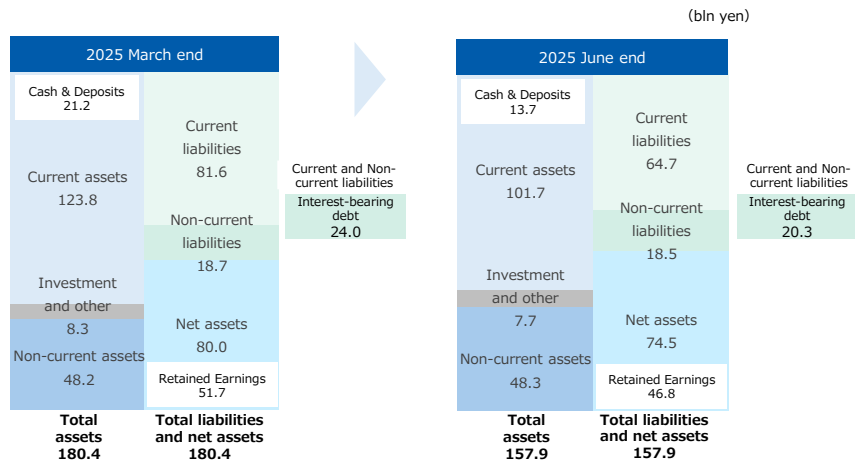 （bln yen）
2025 March end
Cash & Deposits
21.2
Current assets
123.8
Investment
and other
8.3
Non-current assets
48.2
Current
liabilities
81.6
Non-current
liabilities
18.7
Net assets
80.0
Retained Earnings
51.7
Total
assets
180.4
Total liabilities
and net assets
180.4
Current and Non-
current liabilities
Interest-bearing
debt
24.0
2025 June end
Cash & Deposits
13.7
Current assets
101.7
Investment
and other
7.7
Non-current assets
48.3
Current
liabilities
64.7
Non-current
liabilities
18.5
Net assets
74.5
Retained Earnings
46.8
Total
assets
157.9
Total liabilities
and net assets
157.9
Current and Non-
current liabilities
Interest-bearing
debt
20.3